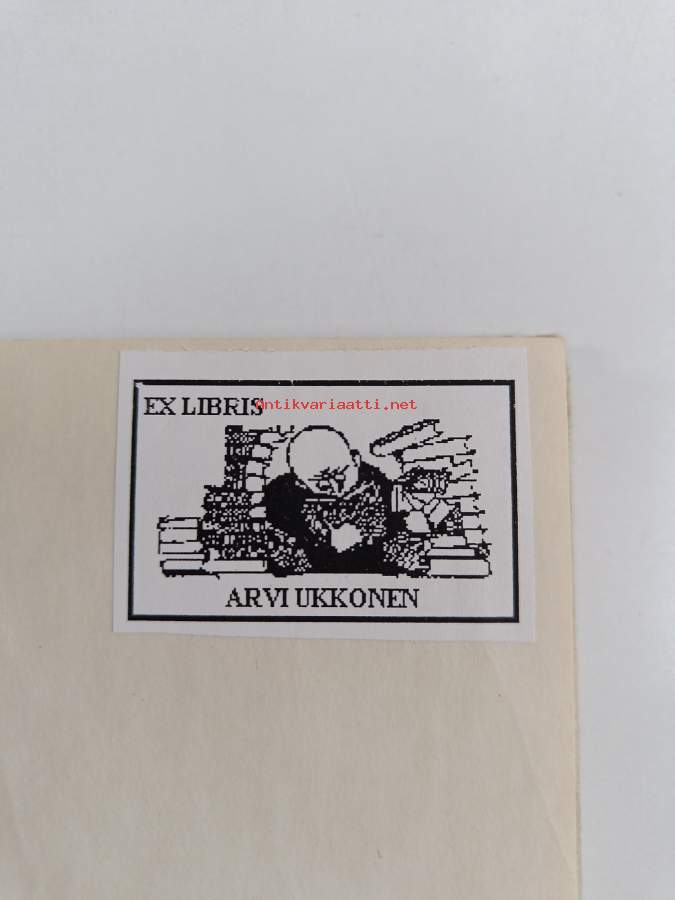 EX LIBRIS
Antikvariaatti.net
ARVI UKKONEN